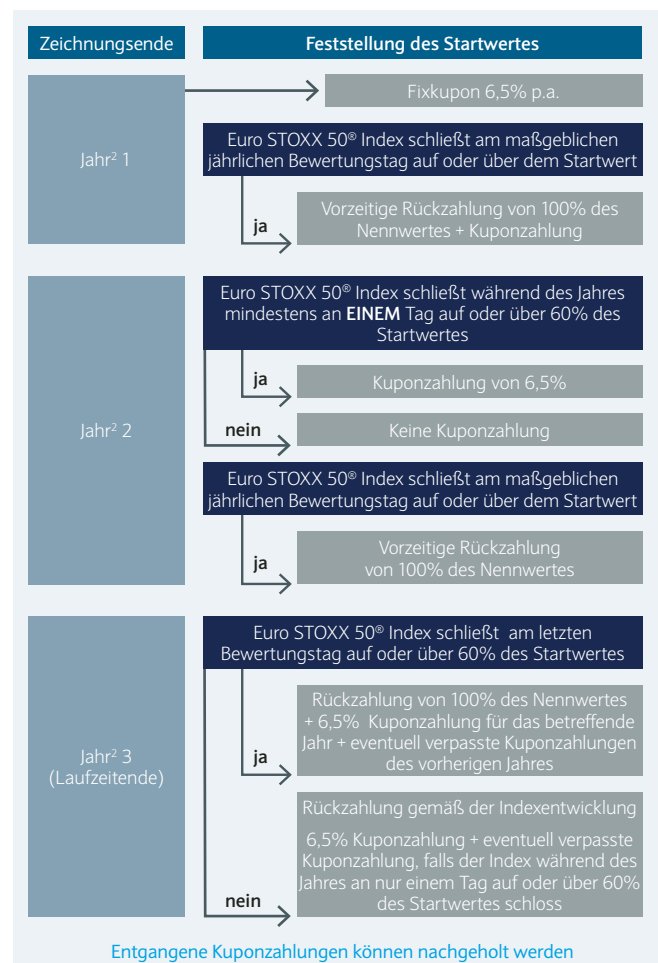 Zeichnungsende
Feststellung des Startwertes
Jahr² 1
Fixkupon 6,5% p.a.
Euro STOXX 50® Index schließt am maßgeblichen
jährlichen Bewertungstag auf oder über dem Startwert
ja
Vorzeitige Rückzahlung von 100% des
Nennwertes + Kuponzahlung
Jahr² 2
Euro STOXX 50® Index schließt während des Jahres
mindestens an EINEM Tag auf oder über 60% des
Startwertes
ja
Kuponzahlung von 6,5%
nein
Keine Kuponzahlung
Euro STOXX 50® Index schließt am maßgeblichen
jährlichen Bewertungstag auf oder über dem Startwert
ja
Vorzeitige Rückzahlung
von 100% des Nennwertes
Jahr² 3
(Laufzeitende)
Euro STOXX 50® Index schließt am letzten
Bewertungstag auf oder über 60% des Startwertes
ja
Rückzahlung von 100% des Nennwertes
+ 6,5% Kuponzahlung für das betreffende
Jahr + eventuell verpasste Kuponzahlungen
des vorherigen Jahres
nein
Rückzahlung gemäß der Indexentwicklung
6,5% Kuponzahlung + eventuell verpasste
Kuponzahlung, falls der Index während des
Jahres an nur einem Tag auf oder über 60%
des Startwertes schloss
Entgangene Kuponzahlungen können nachgeholt werden